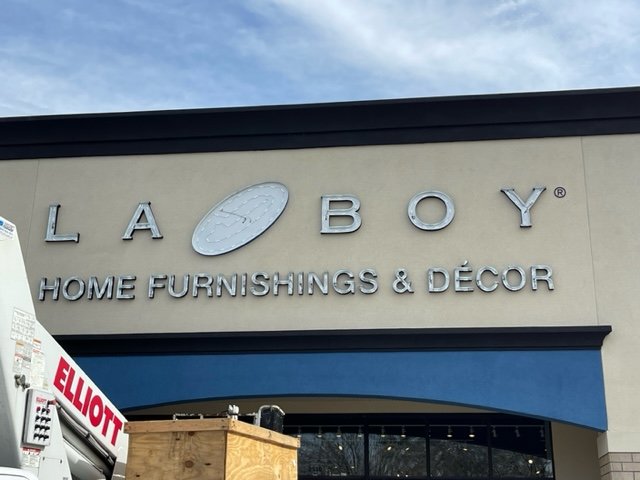 LA BOY®
HOME FURNISHINGS & DÉCOR
ELLIOTT